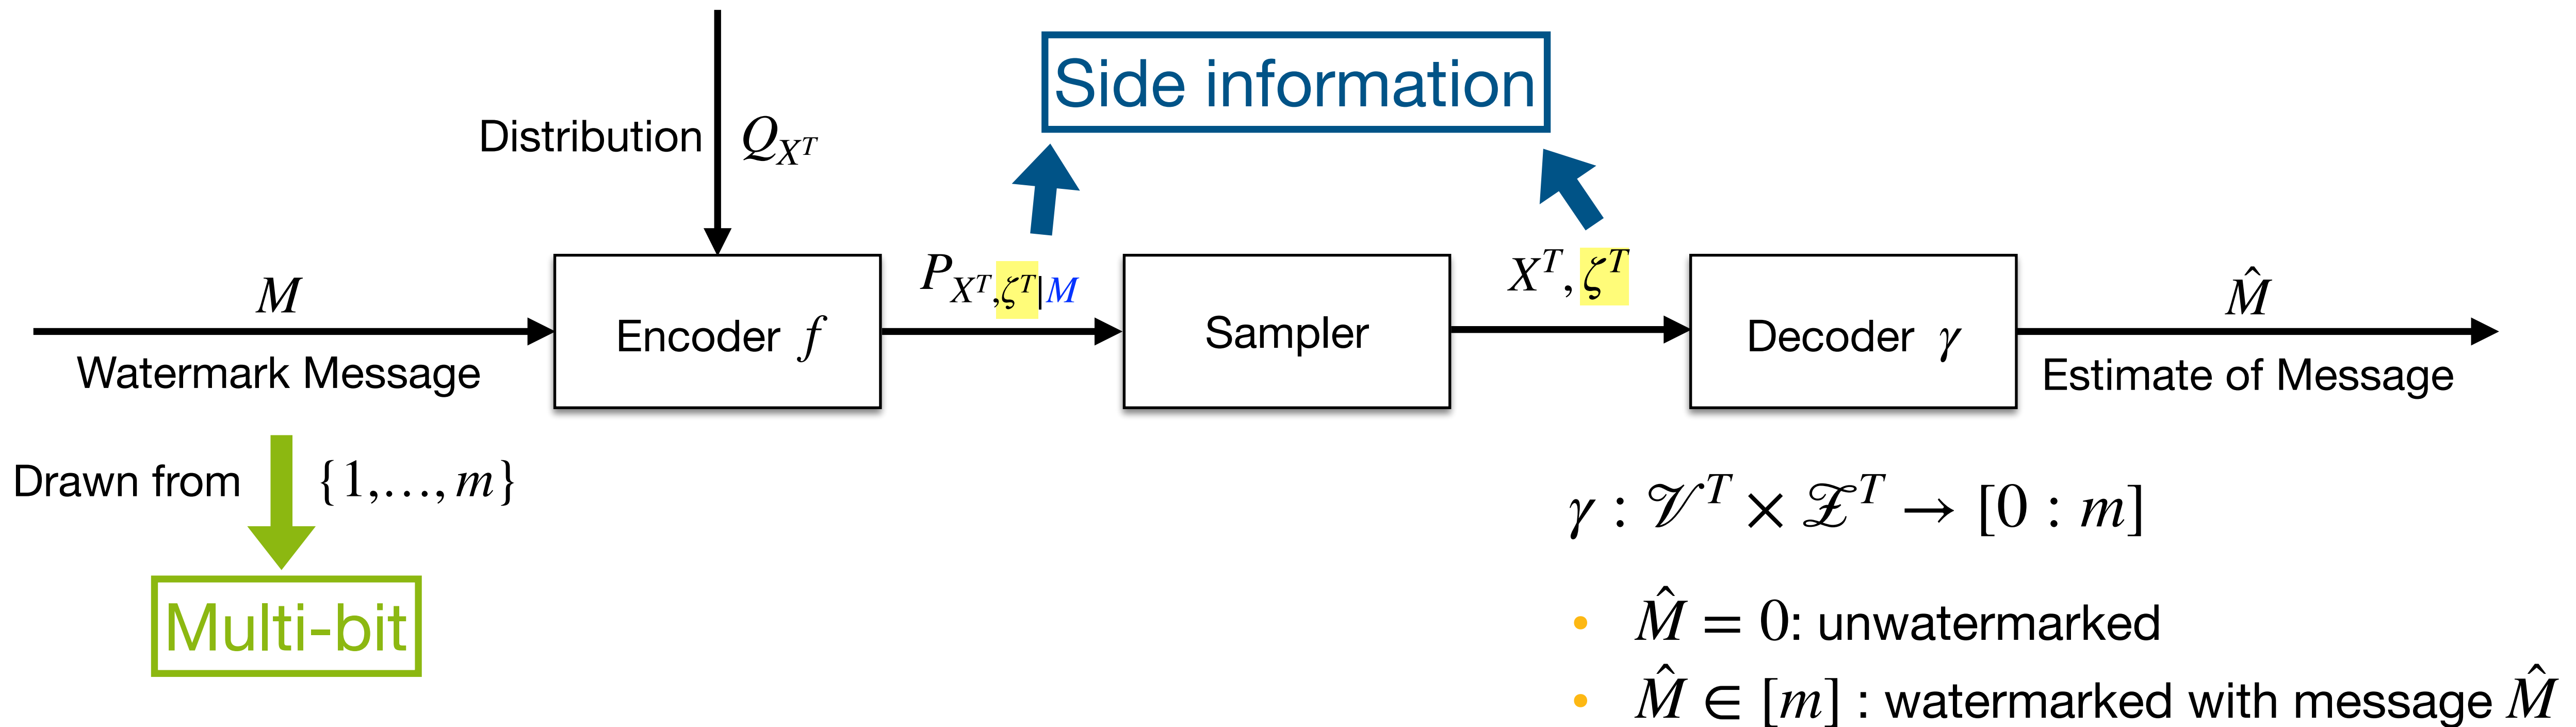 Side information
Distribution Q_{X^T}
M
Watermark Message
Encoder f
P_{X^T,ζ^T|M}
Sampler
X^T, ζ^T
Decoder γ
M̂
Estimate of Message
Drawn from {1,…, m}
Multi-bit
γ : 𝒱^T × 𝒵^T → [0 : m]
• M̂ = 0: unwatermarked
• M̂ ∈ [m] : watermarked with message M̂